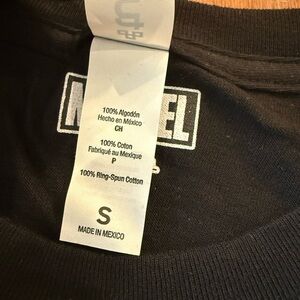 100% Algodón
Hecho en México
CH
100% Coton
Fabriqué au Mexique
P
100% Ring-Spun Cotton
S
MADE IN MEXICO